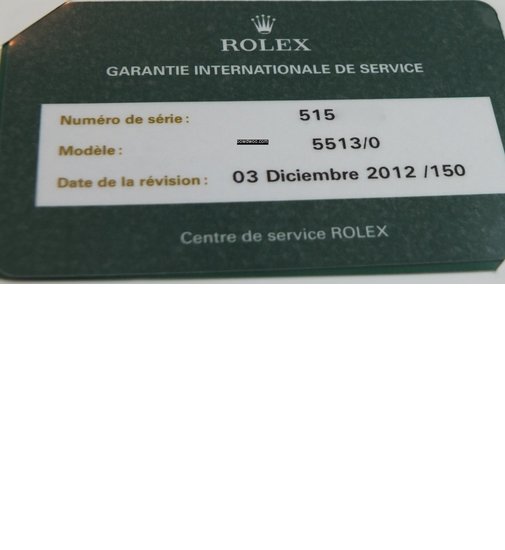 ROLEX
GARANTIE INTERNATIONALE DE SERVICE
Numéro de série: 515
Modèle: 5513/0
Date de la révision: 03 Diciembre 2012 /150
Centre de service ROLEX